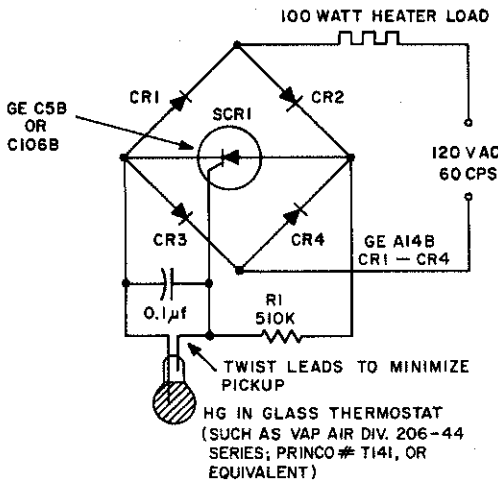 100 WATT HEATER LOAD
CR1
CR2
GE C5B
OR
C106B
SCR1
120 VAC
60 CPS
CR3
CR4
GE A14B
CR1 — CR4
0.1µf
R1
510K
TWIST LEADS TO MINIMIZE
PICKUP
HG IN GLASS THERMOSTAT
(SUCH AS VAP AIR DIV. 206-44
SERIES; PRINCO # T141, OR
EQUIVALENT)